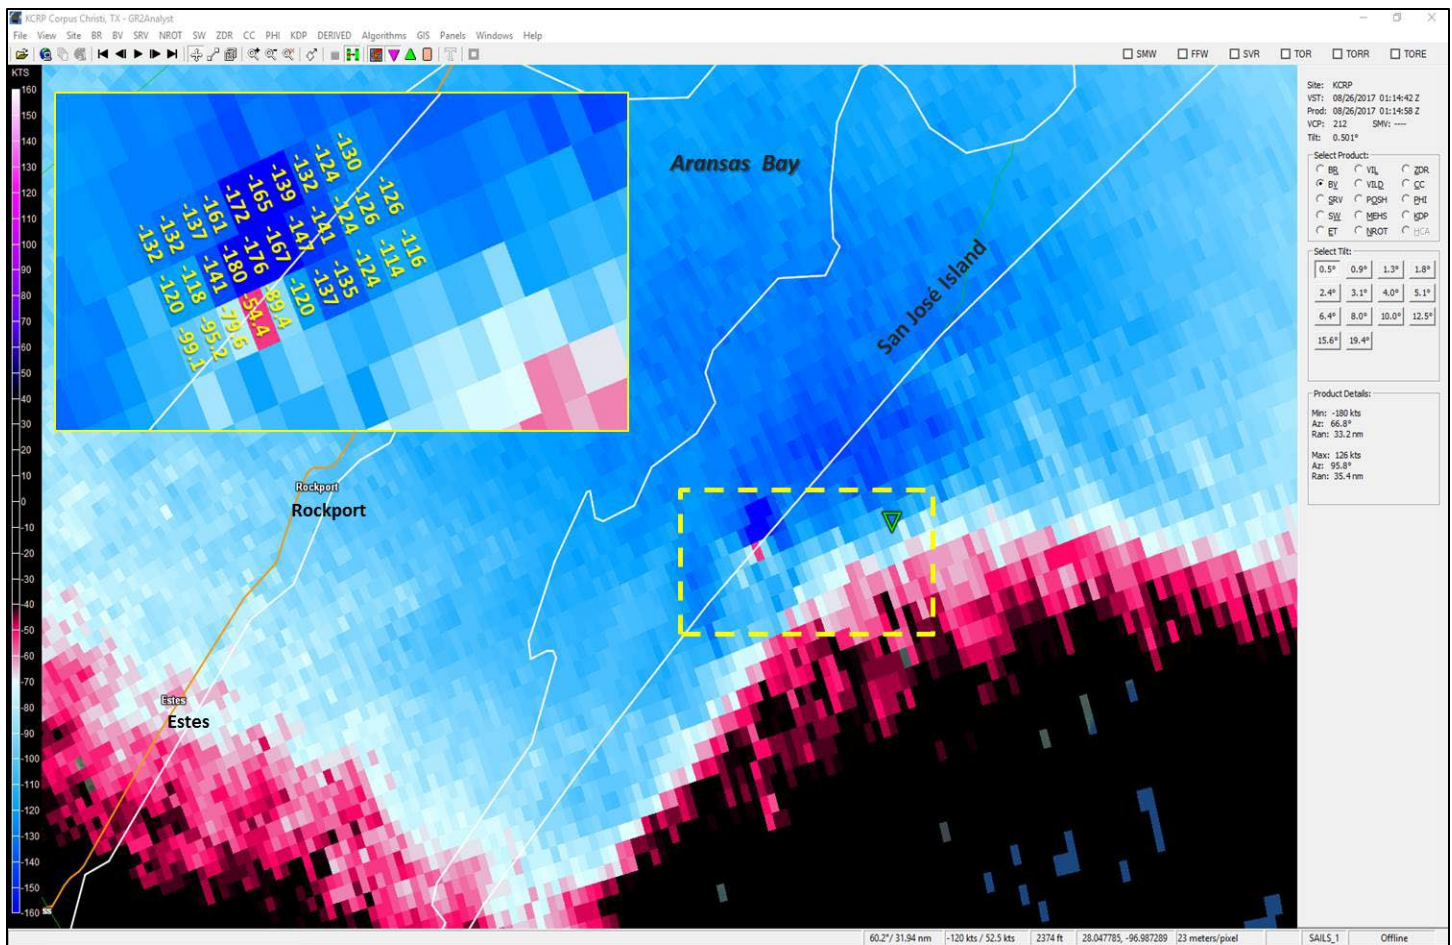 KCRP Corpus Christi, TX - GR2Analyst
File View Site BR BV SRV NROT SW ZDR CC PHI KDP DERIVED Algorithms GIS Panels Windows Help
SMW FFW SVR TOR TORR TORE
KTS
160
150
140
130
120
110
100
90
80
70
60
50
40
30
20
10
0
-10
-20
-30
-40
-50
-60
-70
-80
-90
-100
-110
-120
-130
-140
-150
-160
-132 -132 -137 -161 -172 -165 -139 -132 -124 -130
-120 -118 -141 -180 -176 -167 -147 -141 -124 -126 -126
-99.1 -95.2 -79.6 -54.4 -89.4 -120 -137 -135 -124 -114 -116
Aransas Bay
San José Island
Rockport
Rockport
Estes
Estes
SS
Site: KCRP
VST: 08/26/2017 01:14:42 Z
Prod: 08/26/2017 01:14:58 Z
VCP: 212 SMV: ----
Tilt: 0.501°
Select Product:
BR VIL ZDR
BV VILD CC
SRV POSH PHI
SW MEHS KDP
ET NROT HCA
Select Tilt:
0.5° 0.9° 1.3° 1.8°
2.4° 3.1° 4.0° 5.1°
6.4° 8.0° 10.0° 12.5°
15.6° 19.4°
Product Details:
Min: -180 kts
Az: 66.8°
Ran: 33.2 nm
Max: 126 kts
Az: 95.8°
Ran: 35.4 nm
60.2°/ 31.94 nm -120 kts / 52.5 kts 2374 ft 28.047785, -96.987289 23 meters/pixel SAILS_1 Offline